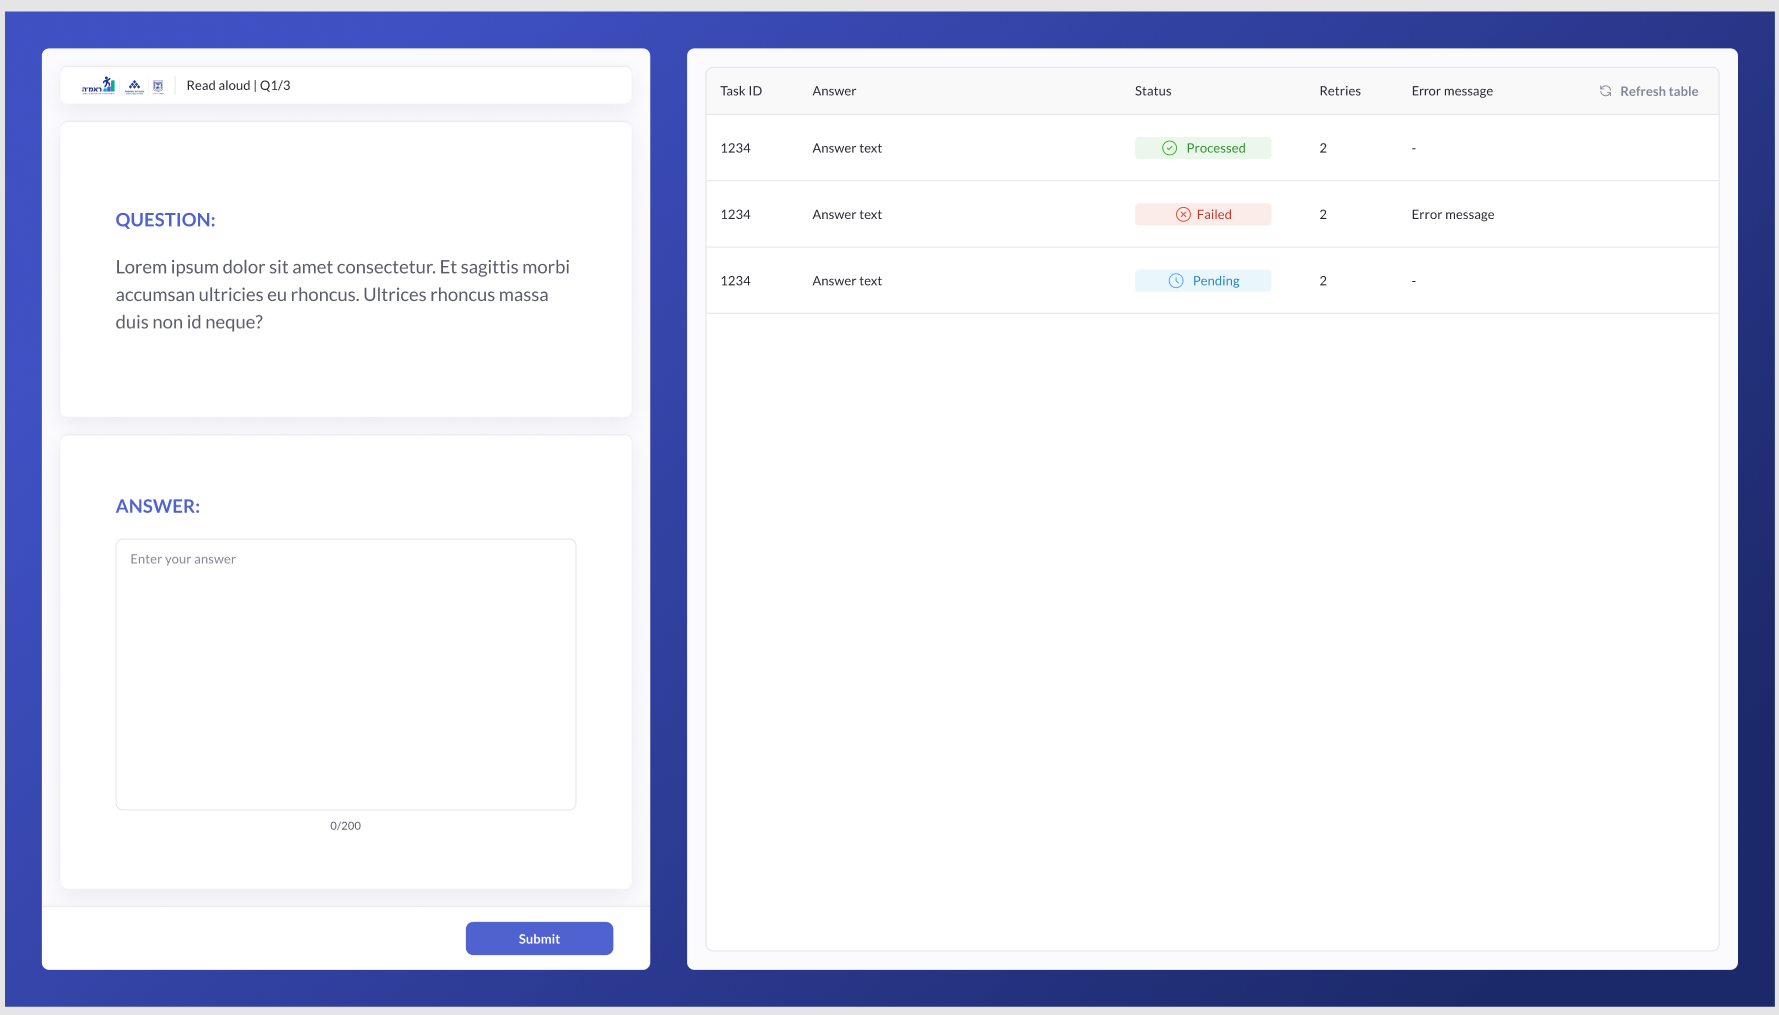 ראמ״ה
Read aloud | Q1/3
QUESTION:
Lorem ipsum dolor sit amet consectetur. Et sagittis morbi
accumsan ultricies eu rhoncus. Ultrices rhoncus massa
duis non id neque?
ANSWER:
Enter your answer
0/200
Submit
Task ID Answer Status Retries Error message Refresh table
1234 Answer text Processed 2 -
1234 Answer text Failed 2 Error message
1234 Answer text Pending 2 -